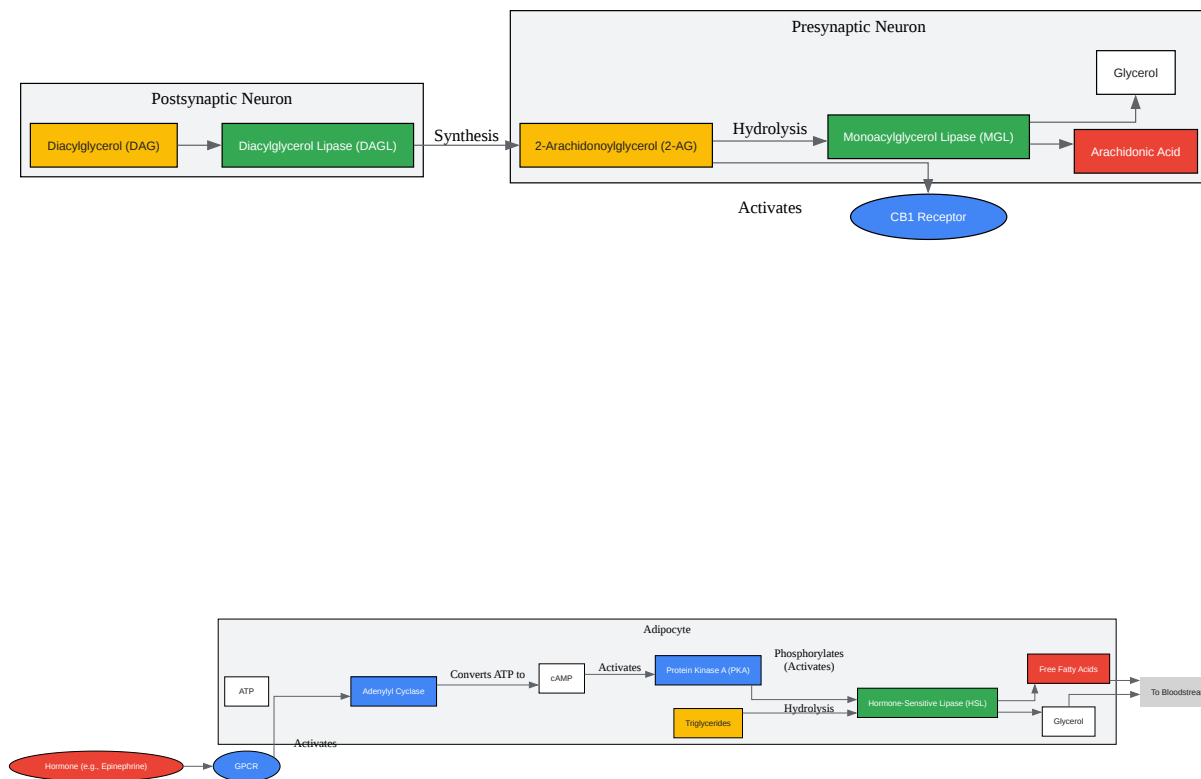 Presynaptic Neuron
Glycerol
Postsynaptic Neuron
Diacylglycerol (DAG)
Diacylglycerol Lipase (DAGL)
Synthesis
2-Arachidonoylglycerol (2-AG)
Hydrolysis
Monoacylglycerol Lipase (MGL)
Arachidonic Acid
Activates
CB1 Receptor
Adipocyte
ATP
Adenylyl Cyclase
Converts ATP to
cAMP
Activates
Protein Kinase A (PKA)
Phosphorylates
(Activates)
Free Fatty Acids
To Bloodstream
Triglycerides
Hydrolysis
Hormone-Sensitive Lipase (HSL)
Glycerol
Activates
Hormone (e.g., Epinephrine)
GPCR